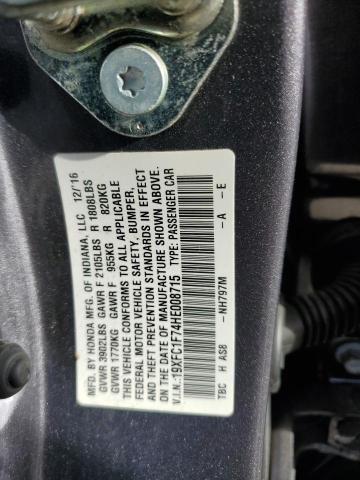 MFD. BY HONDA MFG. OF INDIANA, LLC 12/'16
GVWR 3902LBS GAWR F 2105LBS R 1808LBS
GVWR 1770KG GAWR F 955KG R 820KG
THIS VEHICLE CONFORMS TO ALL APPLICABLE
FEDERAL MOTOR VEHICLE SAFETY, BUMPER,
AND THEFT PREVENTION STANDARDS IN EFFECT
ON THE DATE OF MANUFACTURE SHOWN ABOVE.
V.I.N.:19XFC1F74HE008715 TYPE: PASSENGER CAR
TBC H AS8 - NH797M - A - E